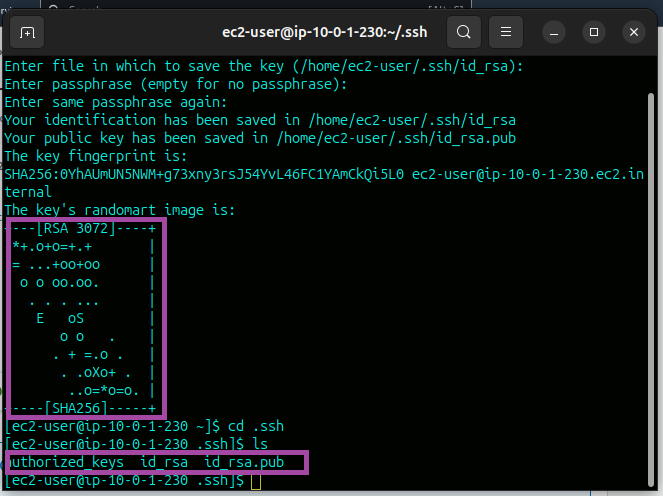 ec2-user@ip-10-0-1-230:~/.ssh
Enter file in which to save the key (/home/ec2-user/.ssh/id_rsa):
Enter passphrase (empty for no passphrase):
Enter same passphrase again:
Your identification has been saved in /home/ec2-user/.ssh/id_rsa
Your public key has been saved in /home/ec2-user/.ssh/id_rsa.pub
The key fingerprint is:
SHA256:0YhAUmUN5NWM+g73xny3rsJ54YvL46FC1YAmCkQi5L0 ec2-user@ip-10-0-1-230.ec2.in
ternal
The key's randomart image is:
----[RSA 3072]----+
*+.o+o=+.+       |
= ...+oo+oo      |
 o o oo.oo.      |
  . . . ...      |
   E   oS        |
      o o   .    |
     . + =.o .   |
      . .oXo+ .  |
       ..o=*o=o. |
----[SHA256]-----+
[ec2-user@ip-10-0-1-230 ~]$ cd .ssh
[ec2-user@ip-10-0-1-230 .ssh]$ ls
authorized_keys  id_rsa  id_rsa.pub
[ec2-user@ip-10-0-1-230 .ssh]$